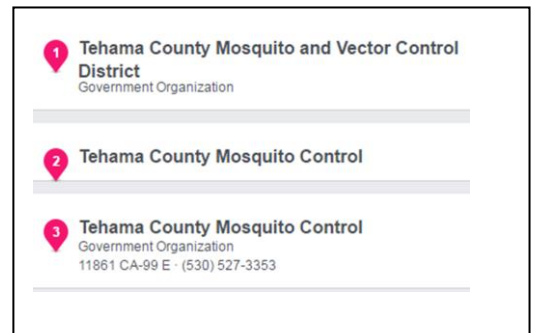 1
Tehama County Mosquito and Vector Control
District
Government Organization
2
Tehama County Mosquito Control
3
Tehama County Mosquito Control
Government Organization
11861 CA-99 E · (530) 527-3353